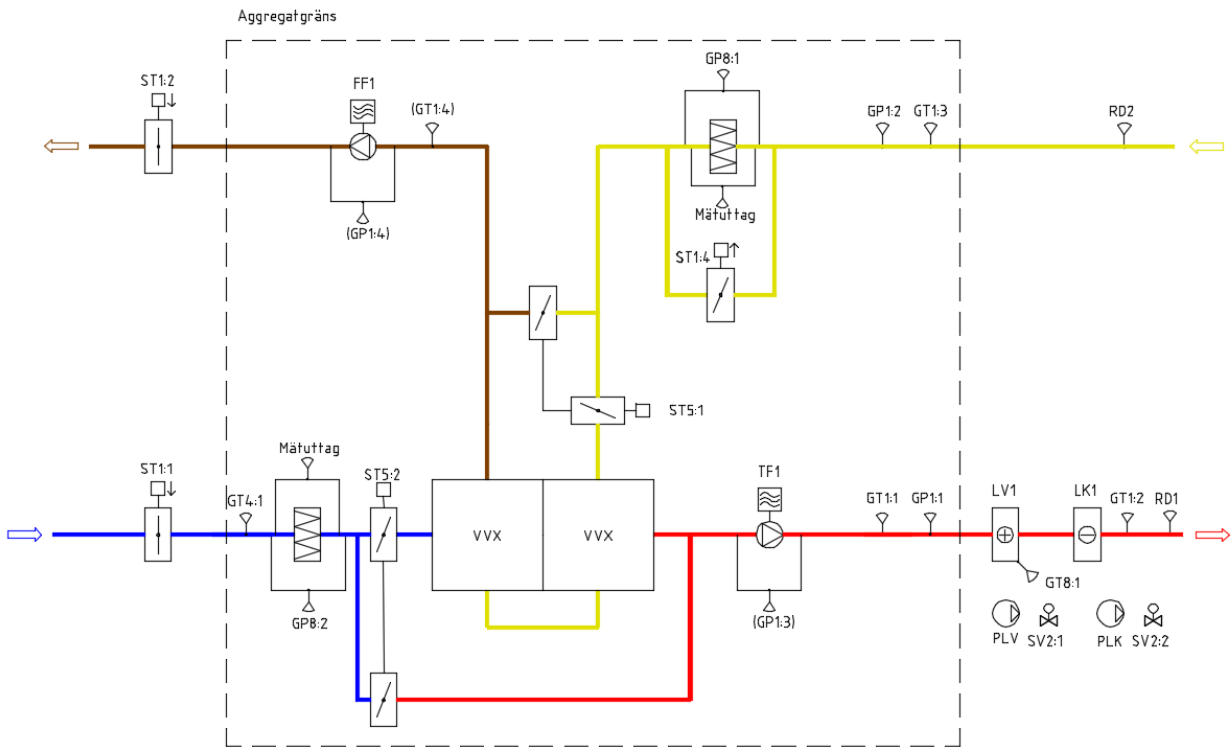 Aggregatgräns
ST1:2
FF1
(GT1:4)
GP8:1
GP1:2
GT1:3
RD2
(GP1:4)
Mätuttag
ST1:4
ST5:1
Mätuttag
ST1:1
GT4:1
ST5:2
TF1
GT1:1
GP1:1
LV1
LK1
GT1:2
RD1
VVX
VVX
GT8:1
GP8:2
(GP1:3)
PLV
SV2:1
PLK
SV2:2